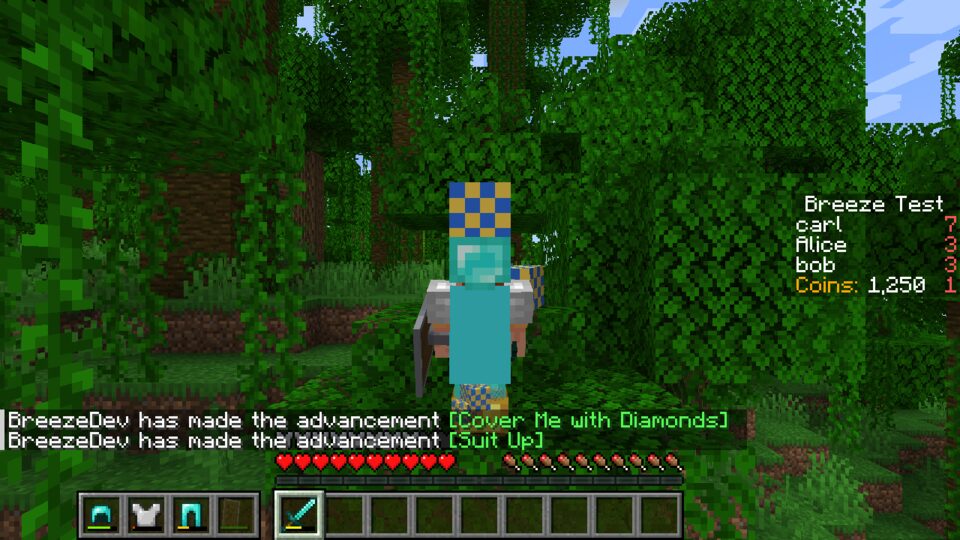 Breeze Test
carl 7
Alice 3
bob 3
Coins: 1,250 1
BreezeDev has made the advancement [Cover Me with Diamonds]
BreezeDev has made the advancement [Suit Up]